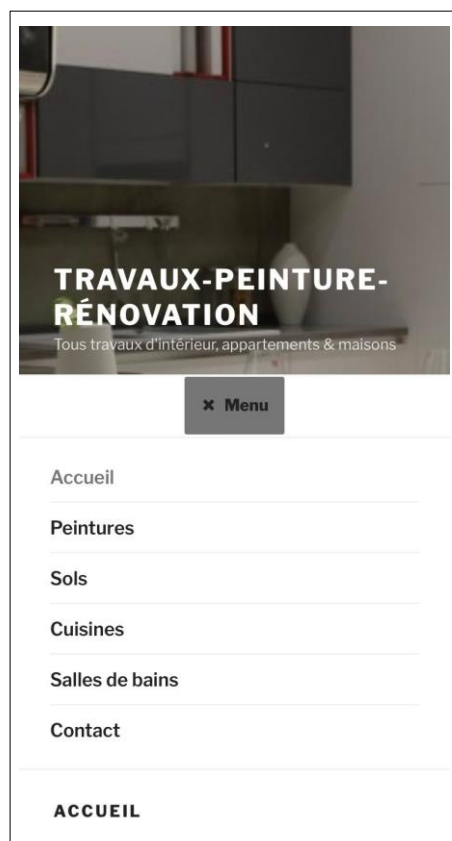 TRAVAUX-PEINTURE-
RÉNOVATION
Tous travaux d'intérieur, appartements & maisons
× Menu
Accueil
Peintures
Sols
Cuisines
Salles de bains
Contact
ACCUEIL